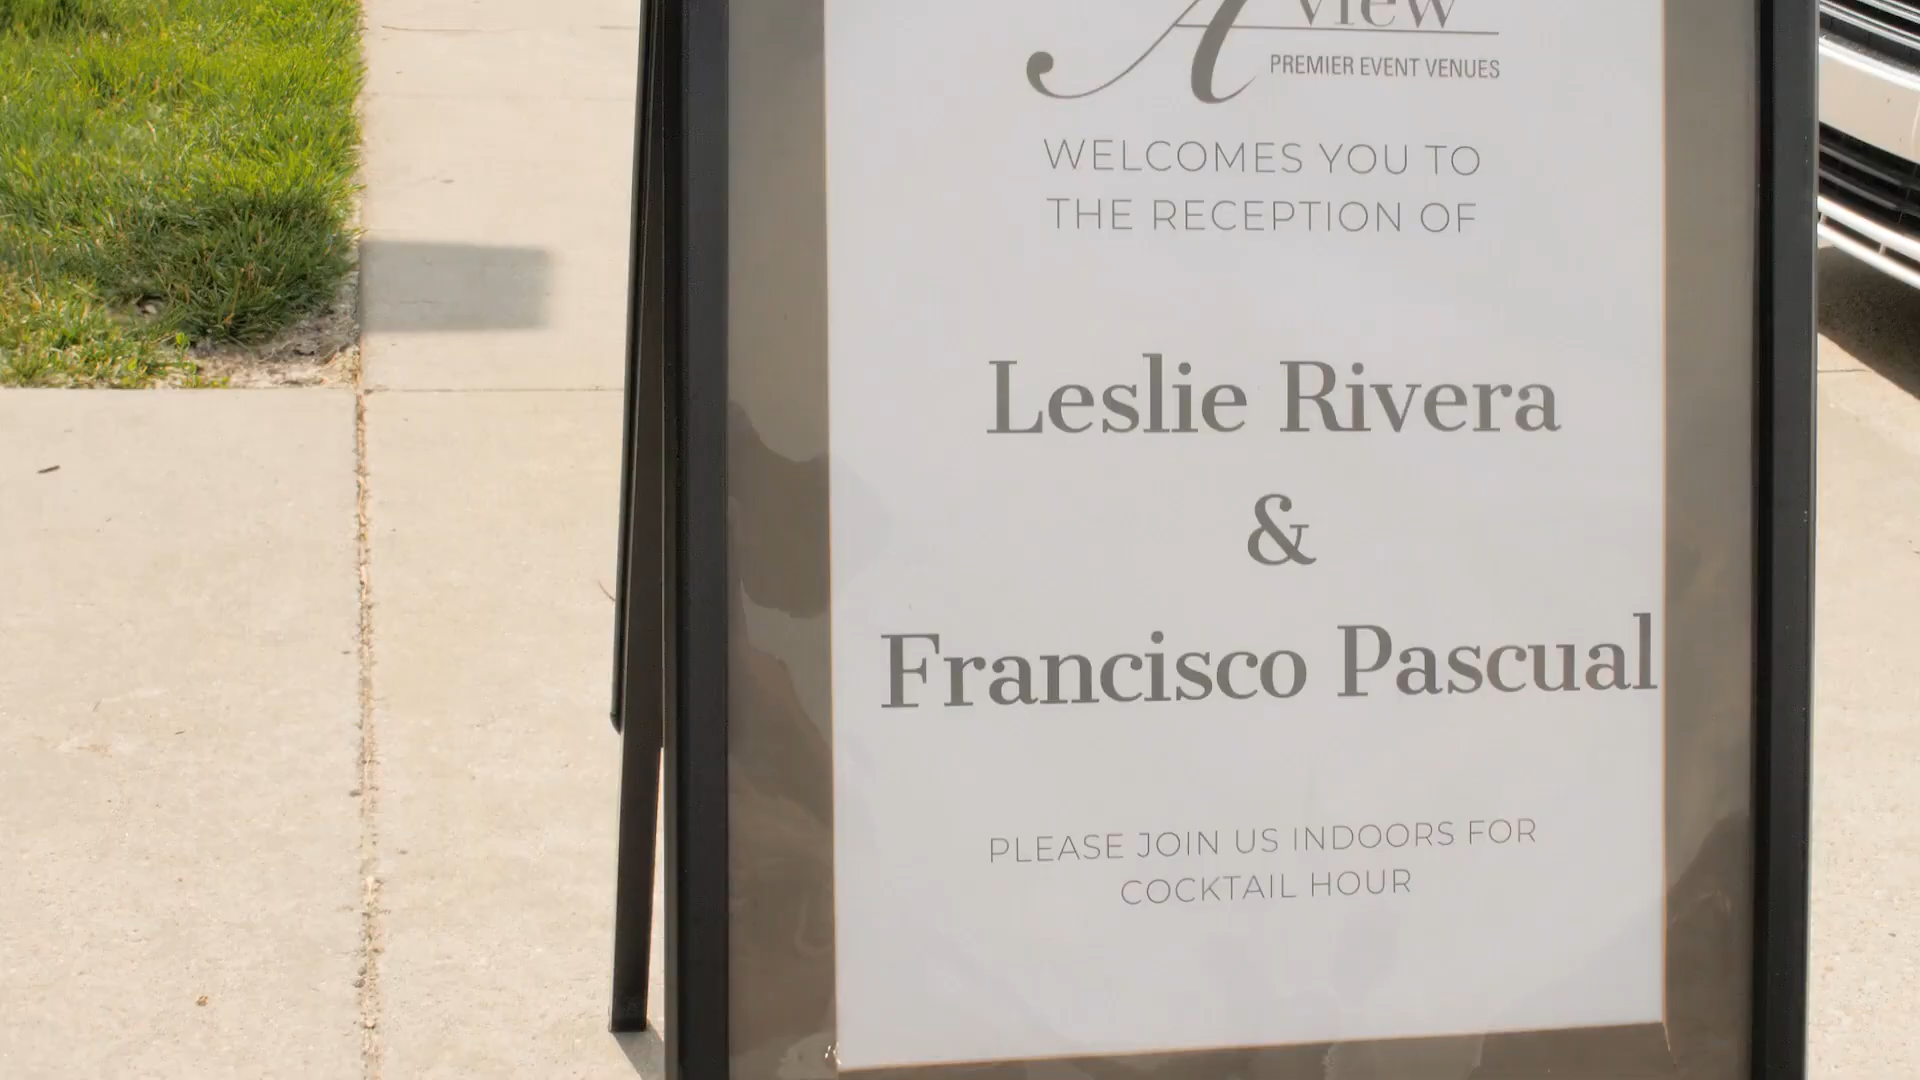 A View
PREMIER EVENT VENUES
WELCOMES YOU TO
THE RECEPTION OF
Leslie Rivera
&
Francisco Pascual
PLEASE JOIN US INDOORS FOR
COCKTAIL HOUR